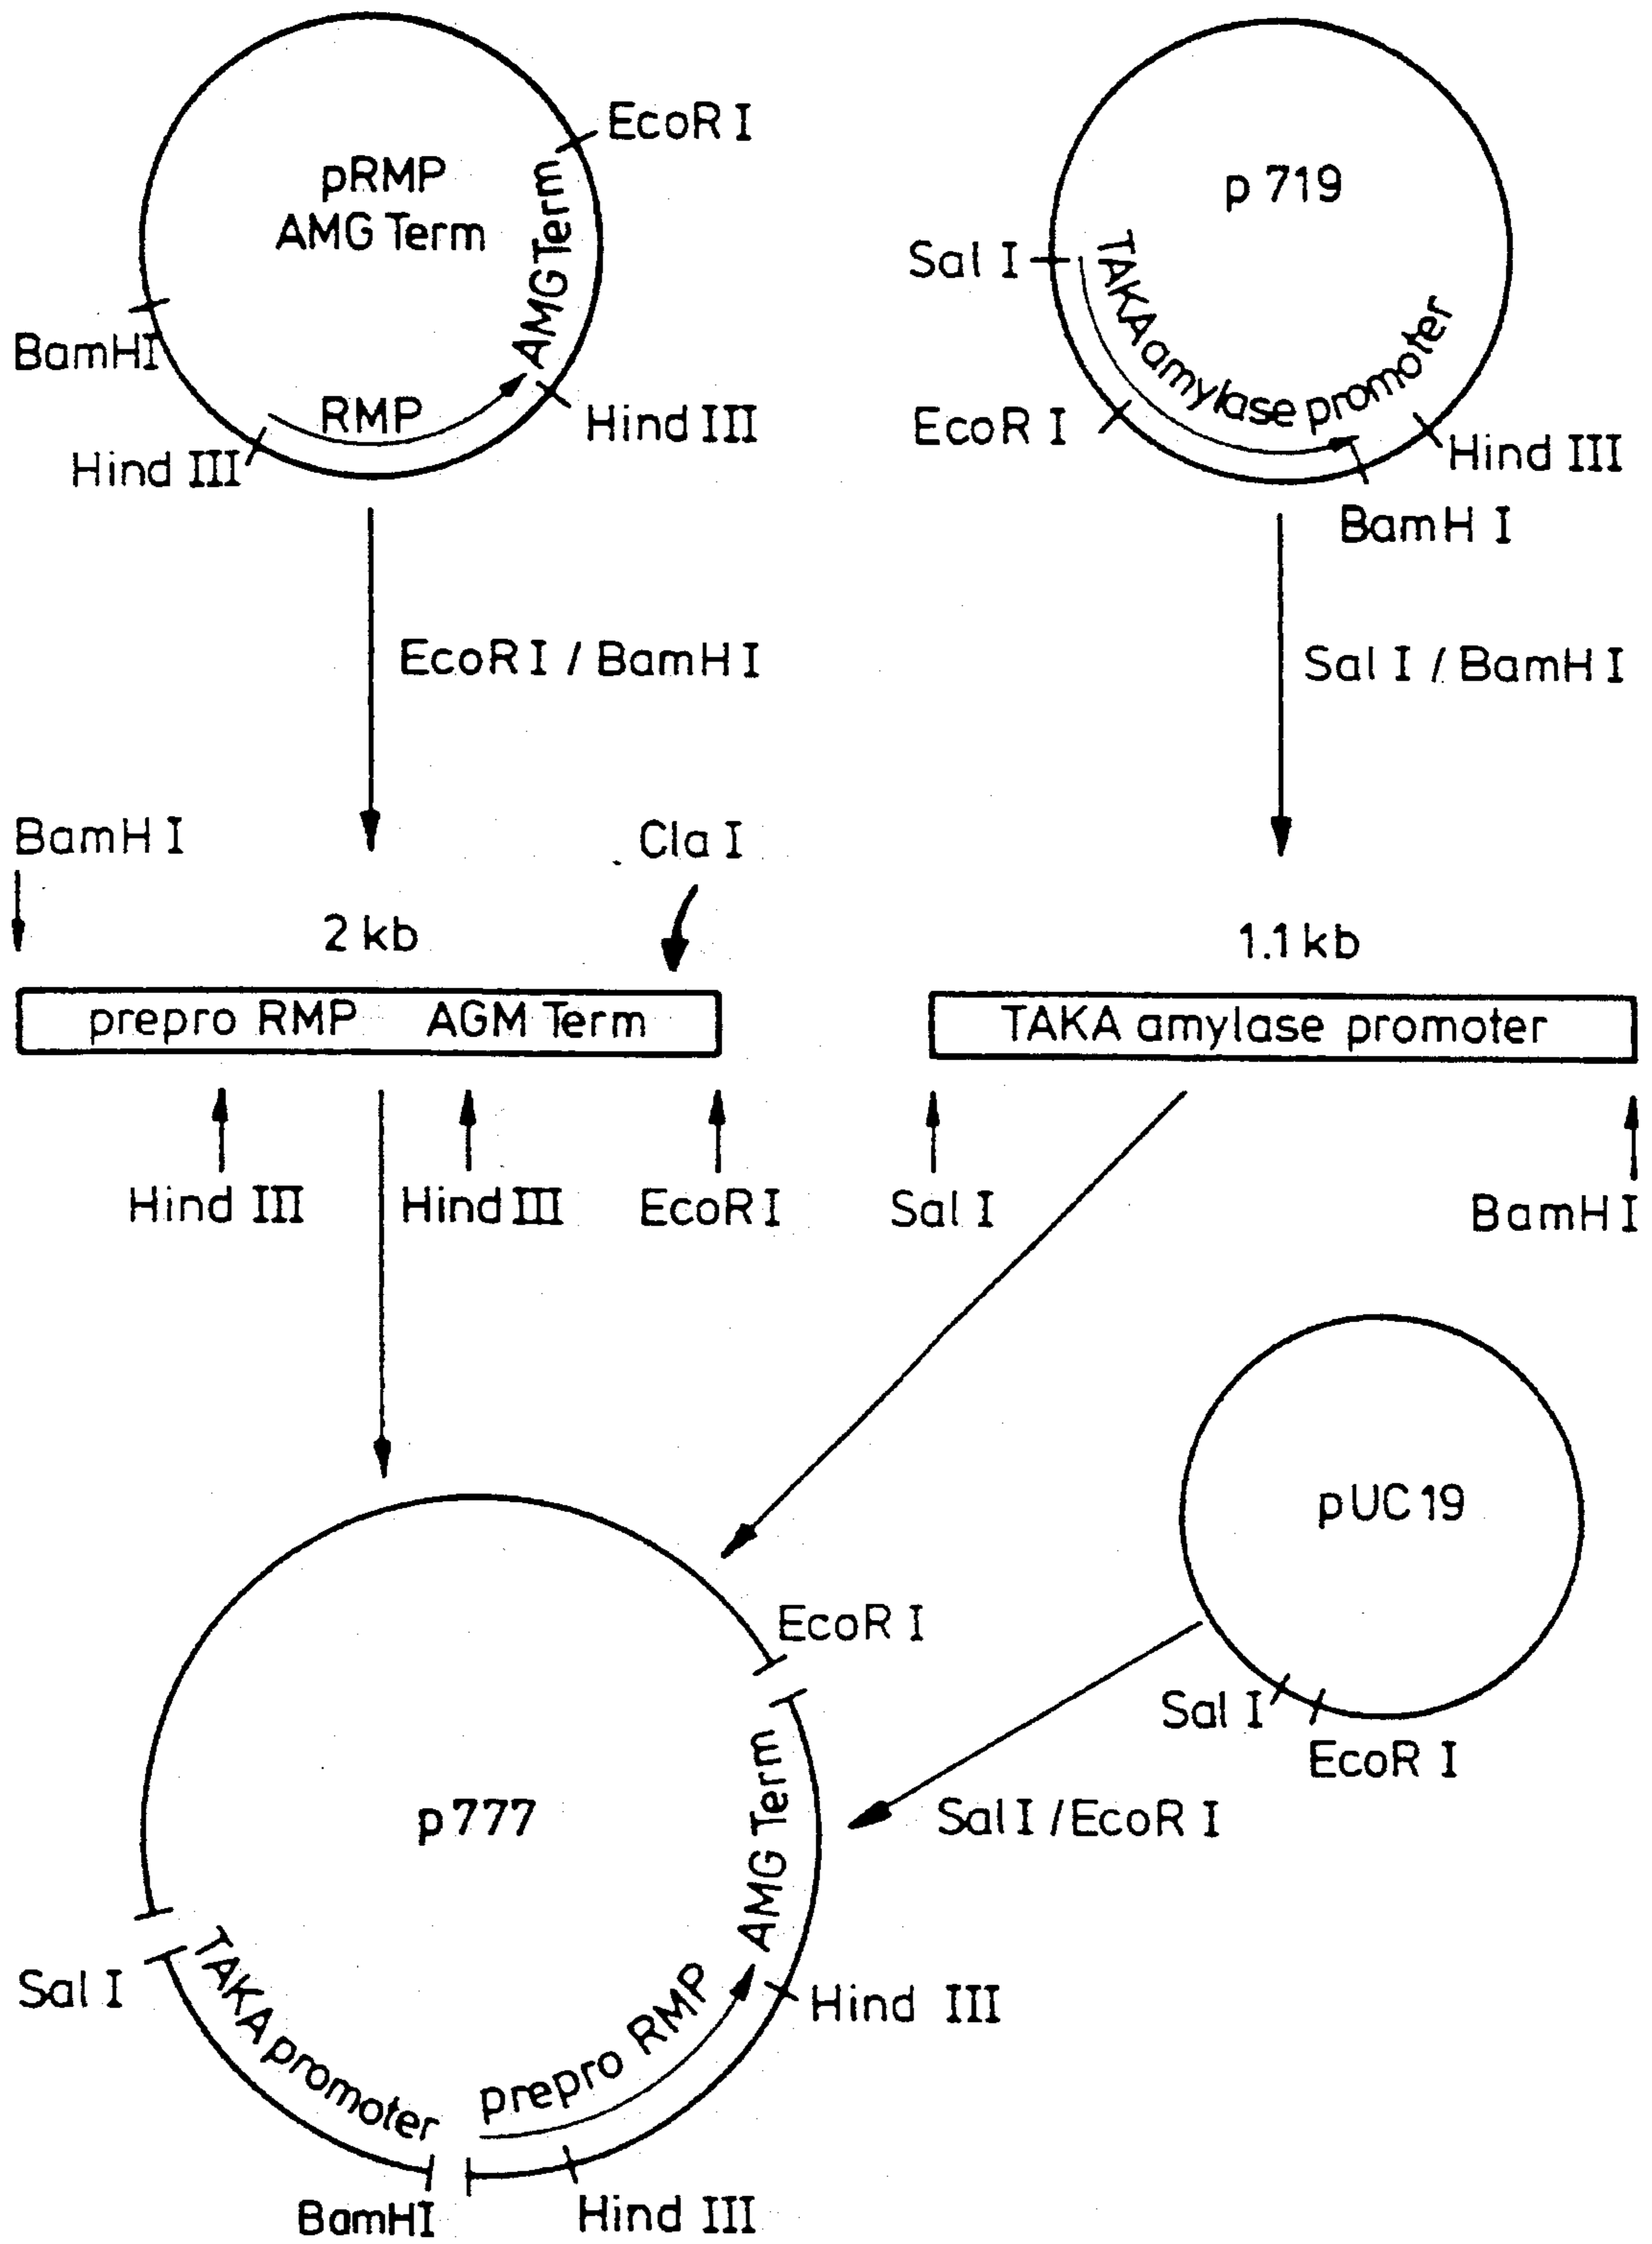 EcoR I
pRMP
AMG Term
AMG Term
BamHI
RMP
Hind III
Hind III
p 719
Sal I
TAKA amylase promoter
EcoR I
Hind III
BamH I
EcoR I / BamH I
Sal I / BamH I
BamH I
Cla I
2 kb
1.1 kb
prepro RMP AGM Term
TAKA amylase promoter
Hind III
Hind III
EcoR I
Sal I
BamH I
pUC 19
EcoR I
Sal I
EcoR I
Sal I / EcoR I
p 777
AMG Term
Sal I
TAKA promoter
prepro RMP
Hind III
BamHI
Hind III